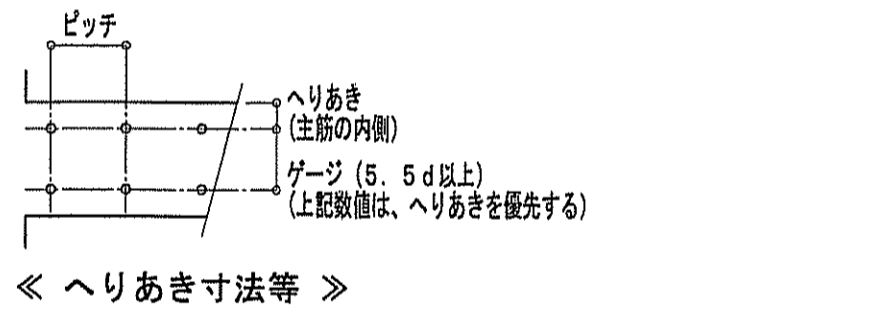 ピッチ
へりあき
(主筋の内側)
ゲージ (5. 5d以上)
(上記数値は、へりあきを優先する)
≪ へりあき寸法等 ≫